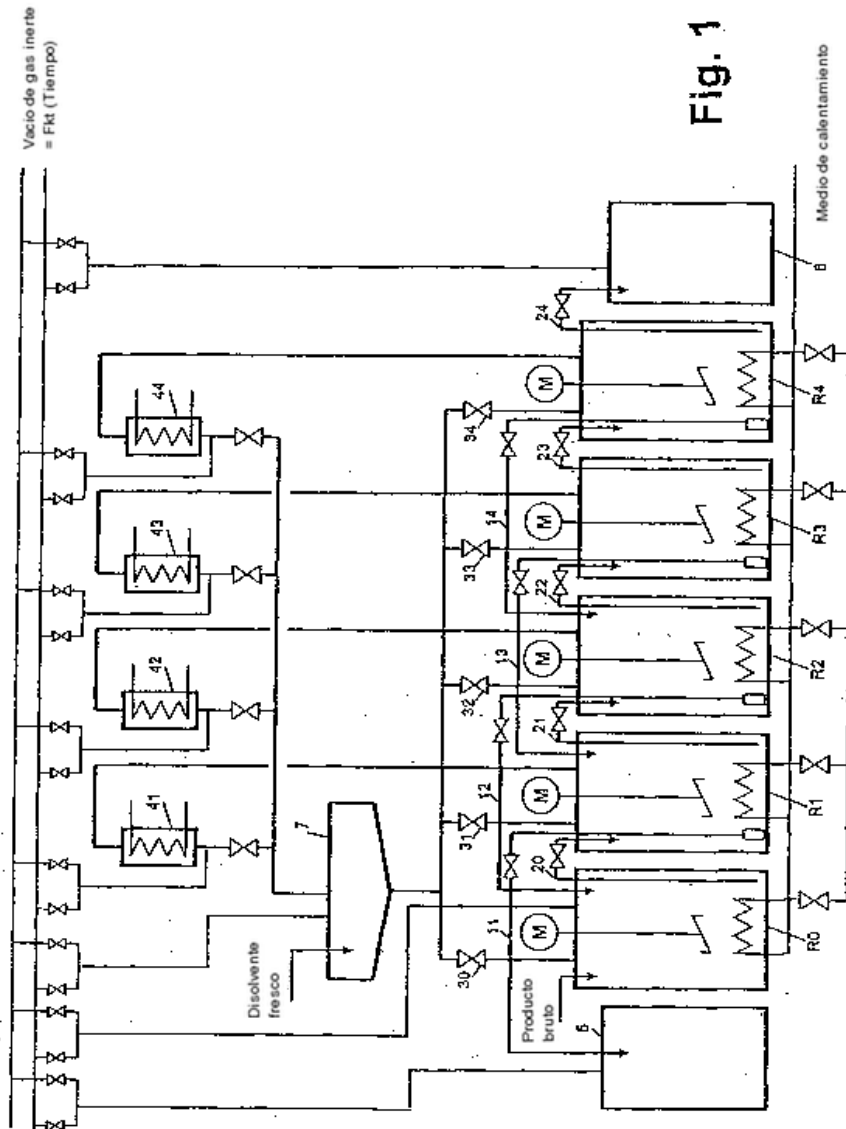 Vacío de gas inerte
= Fkt (Tiempo)
44
43
42
41
7
Disolvente
fresco
34
33
32
31
30
24
23
22
21
20
14
13
12
11
M
M
M
M
M
Producto
bruto
5
R0
R1
R2
R3
R4
Medio de calentamiento
Fig. 1